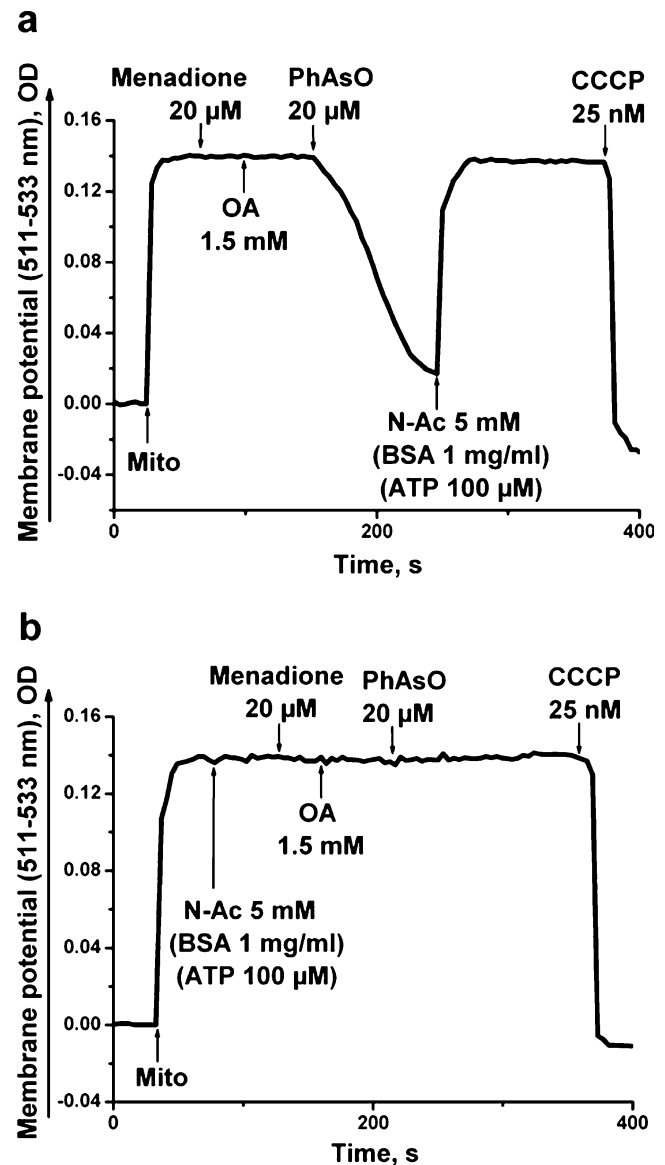 a
Membrane potential (511-533 nm), OD
Menadione
20 µM
PhAsO
20 µM
CCCP
25 nM
OA
1.5 mM
N-Ac 5 mM
(BSA 1 mg/ml)
(ATP 100 µM)
Mito
0.16
0.12
0.08
0.04
0.00
-0.04
0
200
400
Time, s
b
Membrane potential (511-533 nm), OD
Menadione
20 µM
PhAsO
20 µM
CCCP
25 nM
OA
1.5 mM
N-Ac 5 mM
(BSA 1 mg/ml)
(ATP 100 µM)
Mito
0.16
0.12
0.08
0.04
0.00
-0.04
0
200
400
Time, s